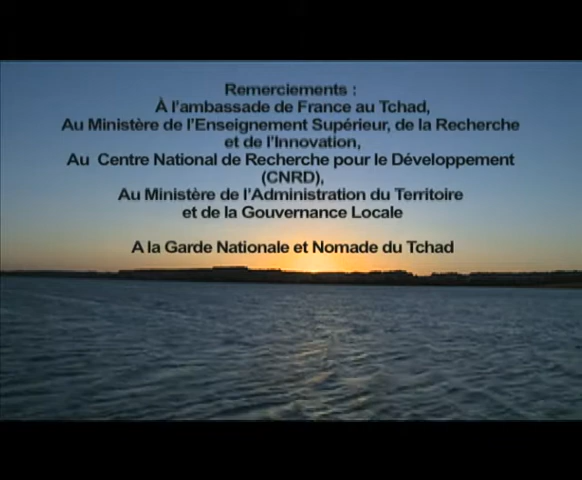 Remerciements :
À l'ambassade de France au Tchad,
Au Ministère de l'Enseignement Supérieur, de la Recherche
et de l'Innovation,
Au Centre National de Recherche pour le Développement
(CNRD),
Au Ministère de l'Administration du Territoire
et de la Gouvernance Locale
A la Garde Nationale et Nomade du Tchad